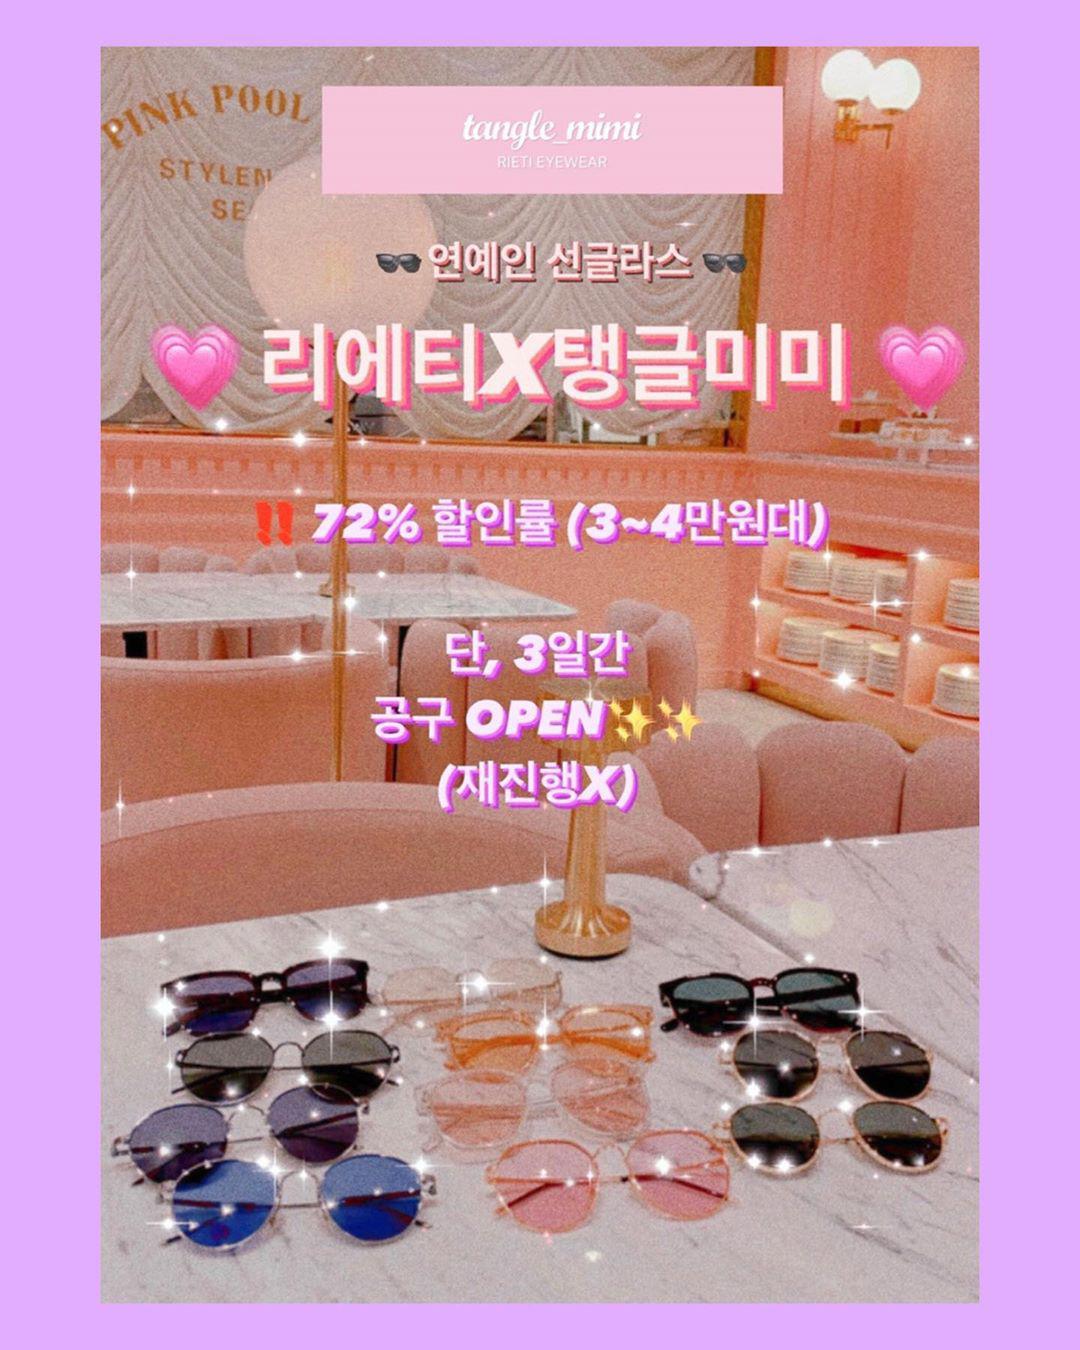 PINK POOL
STYLEN
SE
tangle_mimi
RIETI EYEWEAR
🕶️ 연예인 선글라스 🕶️
💗 리에티X탱글미미 💗
‼️ 72% 할인률 (3~4만원대)
단, 3일간
공구 OPEN✨✨
(재진행X)